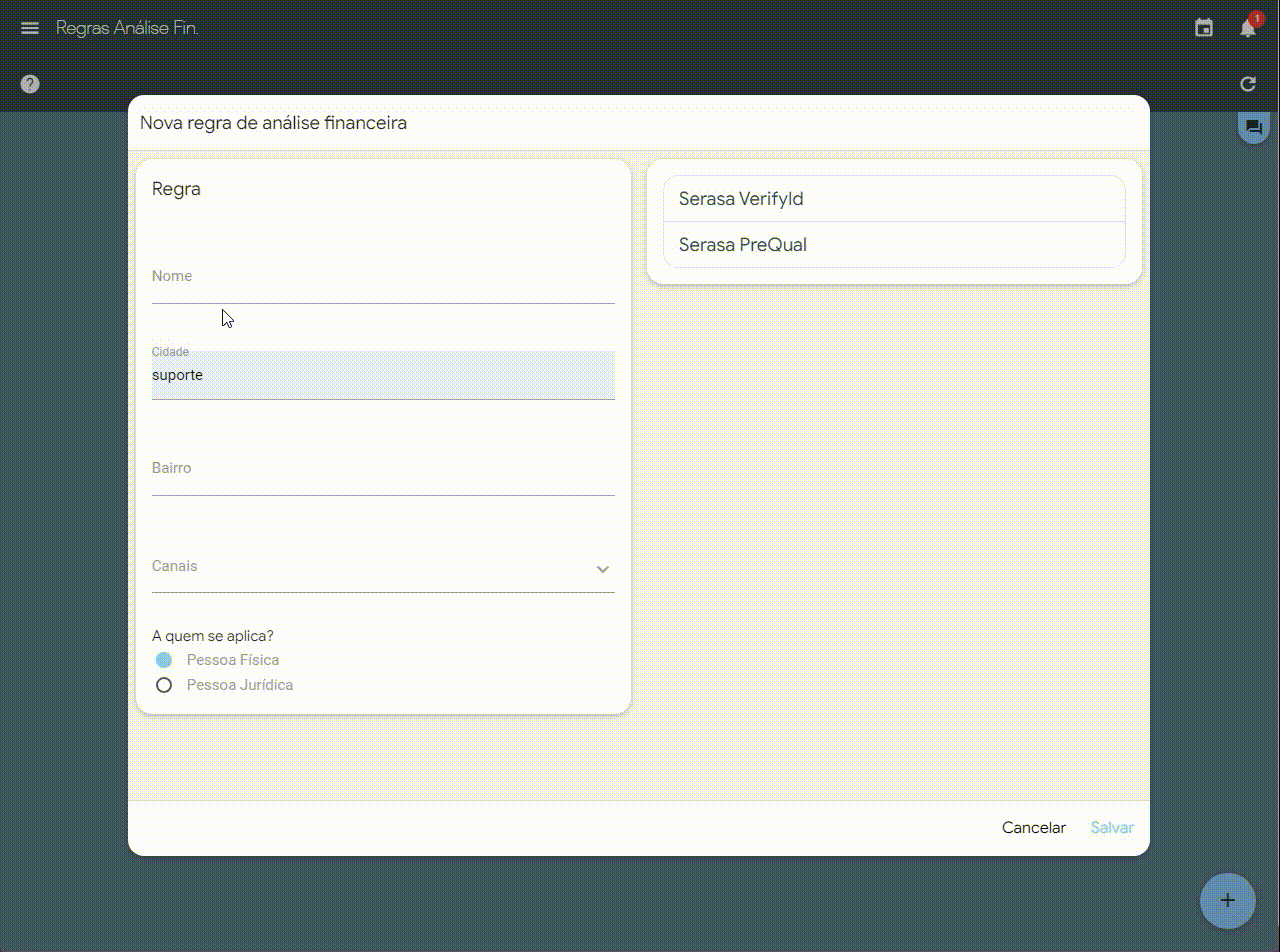 Regras Análise Fin.
1
?
Nova regra de análise financeira
Regra
Nome
Cidade
suporte
Bairro
Canais
A quem se aplica?
Pessoa Física
Pessoa Jurídica
Serasa VerifyId
Serasa PreQual
Cancelar
Salvar